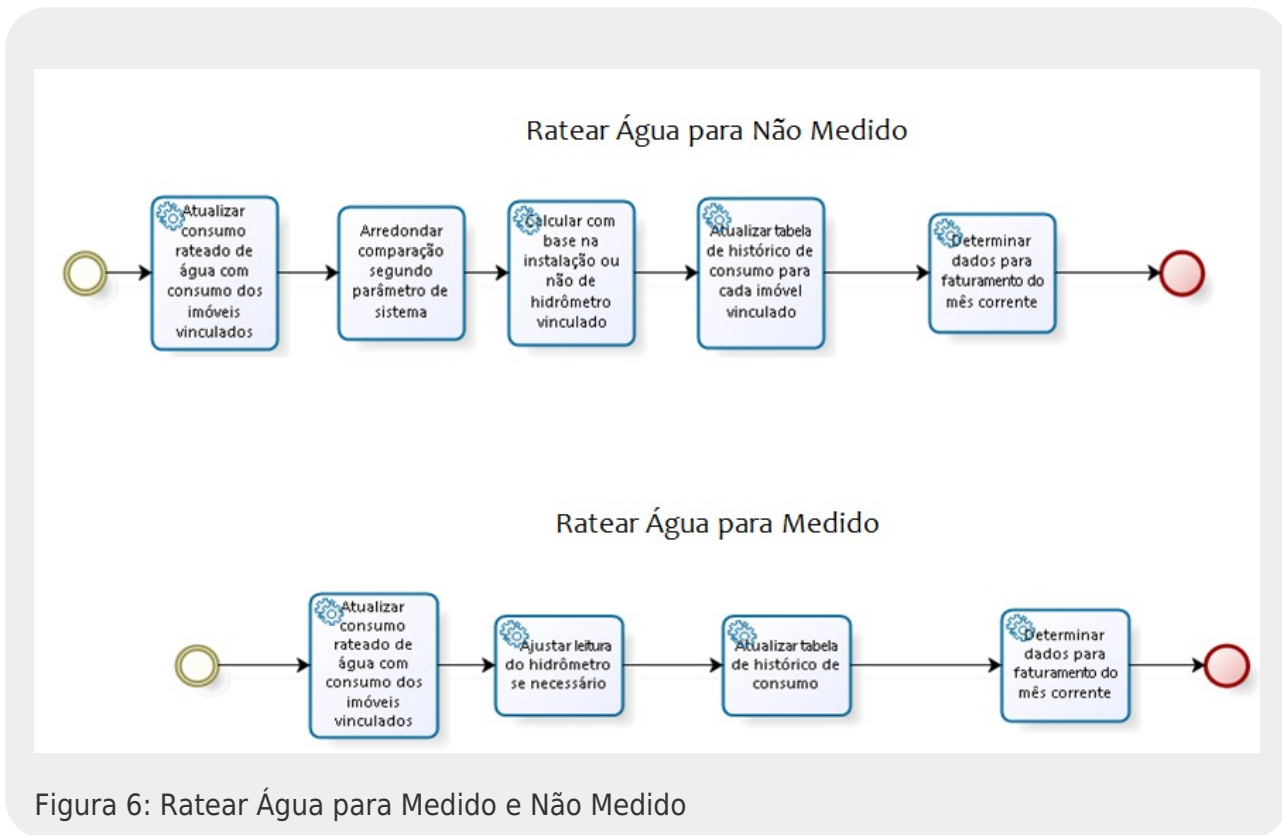 Ratear Água para Não Medido
Atualizar
consumo
rateado de
água com
consumo dos
imóveis
vinculados
Arredondar
comparação
segundo
parâmetro de
sistema
Calcular com
base na
instalação ou
não de
hidrômetro
vinculado
Atualizar tabela
de histórico de
consumo para
cada imóvel
vinculado
Determinar
dados para
faturamento do
mês corrente
Ratear Água para Medido
Atualizar
consumo
rateado de
água com
consumo dos
imóveis
vinculados
Ajustar leitura
do hidrômetro
se necessário
Atualizar tabela
de histórico de
consumo
Determinar
dados para
faturamento do
mês corrente
Figura 6: Ratear Água para Medido e Não Medido